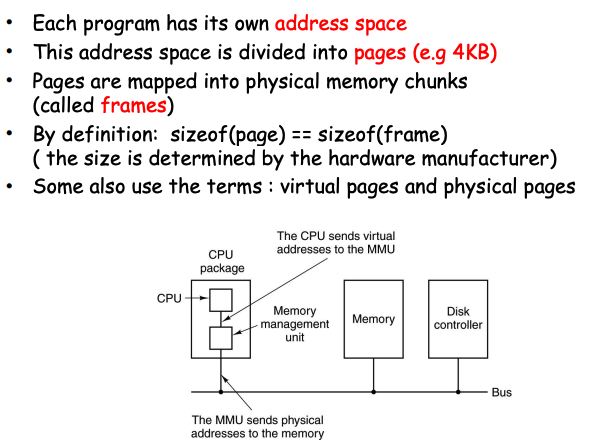 • Each program has its own address space
• This address space is divided into pages (e.g 4KB)
• Pages are mapped into physical memory chunks
(called frames)
• By definition: sizeof(page) == sizeof(frame)
( the size is determined by the hardware manufacturer)
• Some also use the terms : virtual pages and physical pages
The CPU sends virtual
addresses to the MMU
CPU
package
CPU
Memory
management
unit
Memory
Disk
controller
Bus
The MMU sends physical
addresses to the memory